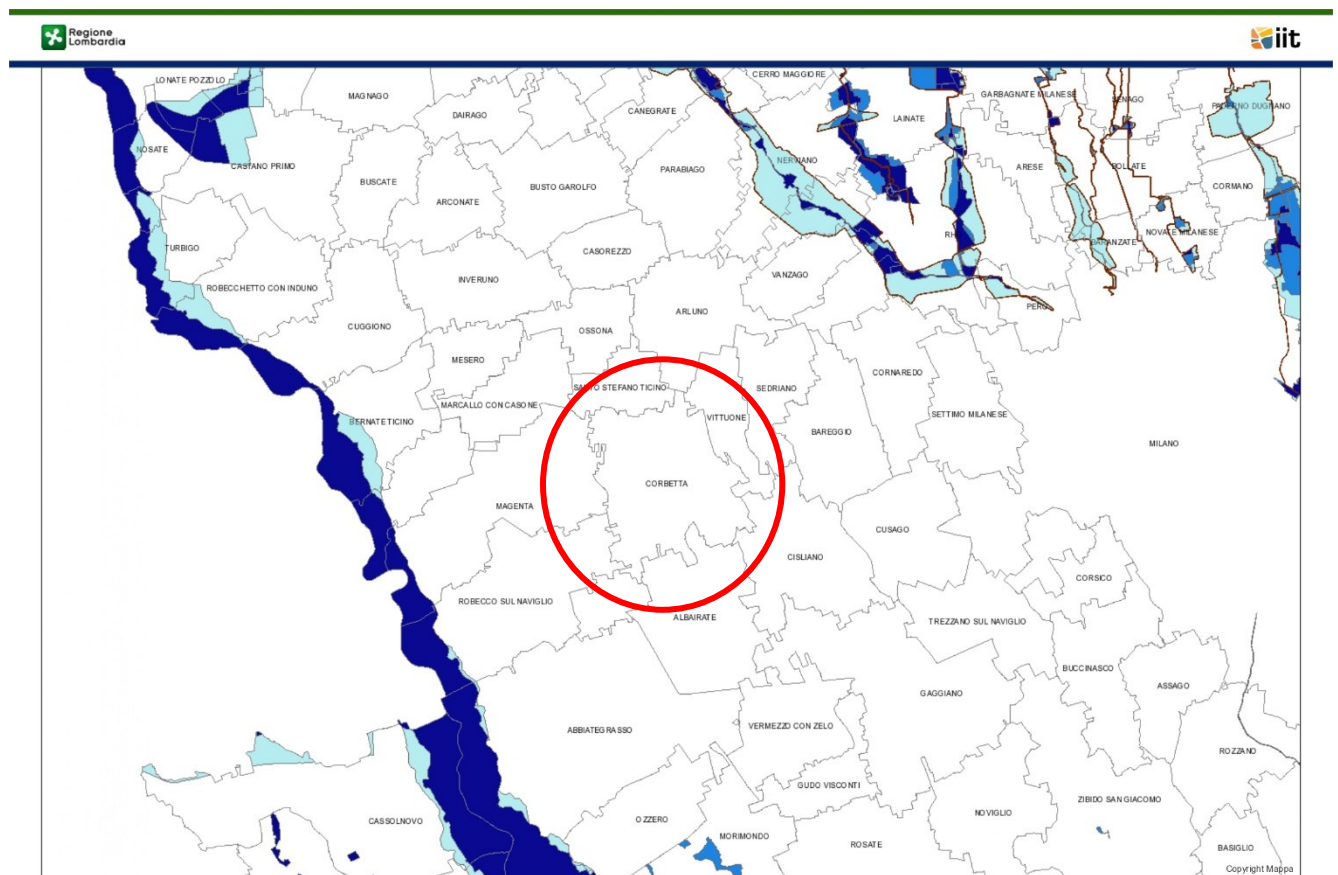 Regione
Lombardia
iit
LONATE POZZOLO
MAGNAGO
DAIRAGO
CANEGRATE
CERRO MAGGIORE
LAINATE
GARBAGNATE MILANESE
SENAGO
PADERNO DUGNANO
NOSATE
CASTANO PRIMO
BUSCATE
ARCONATE
BUSTO GAROLFO
PARABIAGO
NERVIANO
ARESE
BOLLATE
CORMANO
TURBIGO
CASOREZZO
RHO
BARANZATE
NOVATE MILANESE
ROBECCHETTO CON INDUNO
INVERUNO
VANZAGO
PERO
CUGGIONO
OSSONA
ARLUNO
MESERO
SANTO STEFANO TICINO
SEDRIANO
CORNAREDO
MARCALLO CON CASONE
BERNATE TICINO
VITTUONE
BAREGGIO
SETTIMO MILANESE
MILANO
CORBETTA
MAGENTA
CUSAGO
CISLIANO
CORSICO
ROBECCO SUL NAVIGLIO
ALBAIRATE
TREZZANO SUL NAVIGLIO
BUCCINASCO
ASSAGO
GAGGIANO
ABBIATEGRASSO
VERMEZZO CON ZELO
ROZZANO
GUDO VISCONTI
ZIBIDO SAN GIACOMO
CASSOLNOVO
OZZERO
NOVIGLIO
MORIMONDO
ROSATE
BASIGLIO
Copyright Mappa